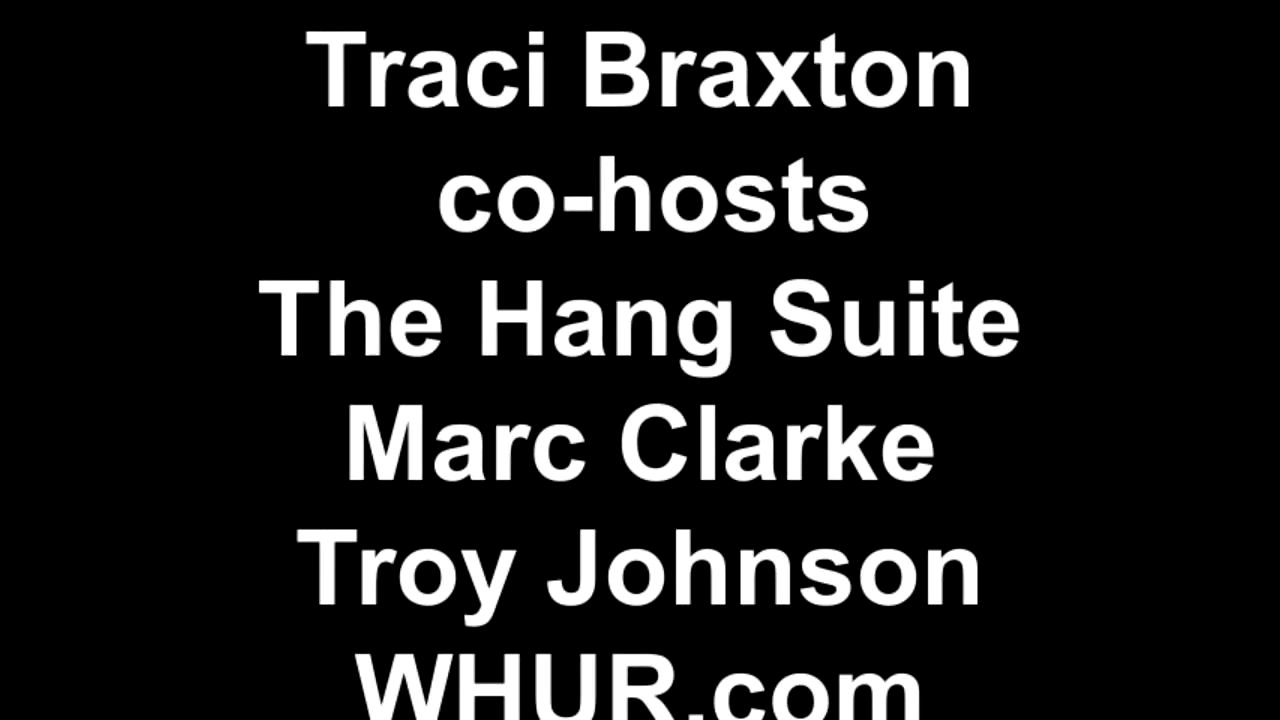 Traci Braxton
co-hosts
The Hang Suite
Marc Clarke
Troy Johnson
WHUR.com